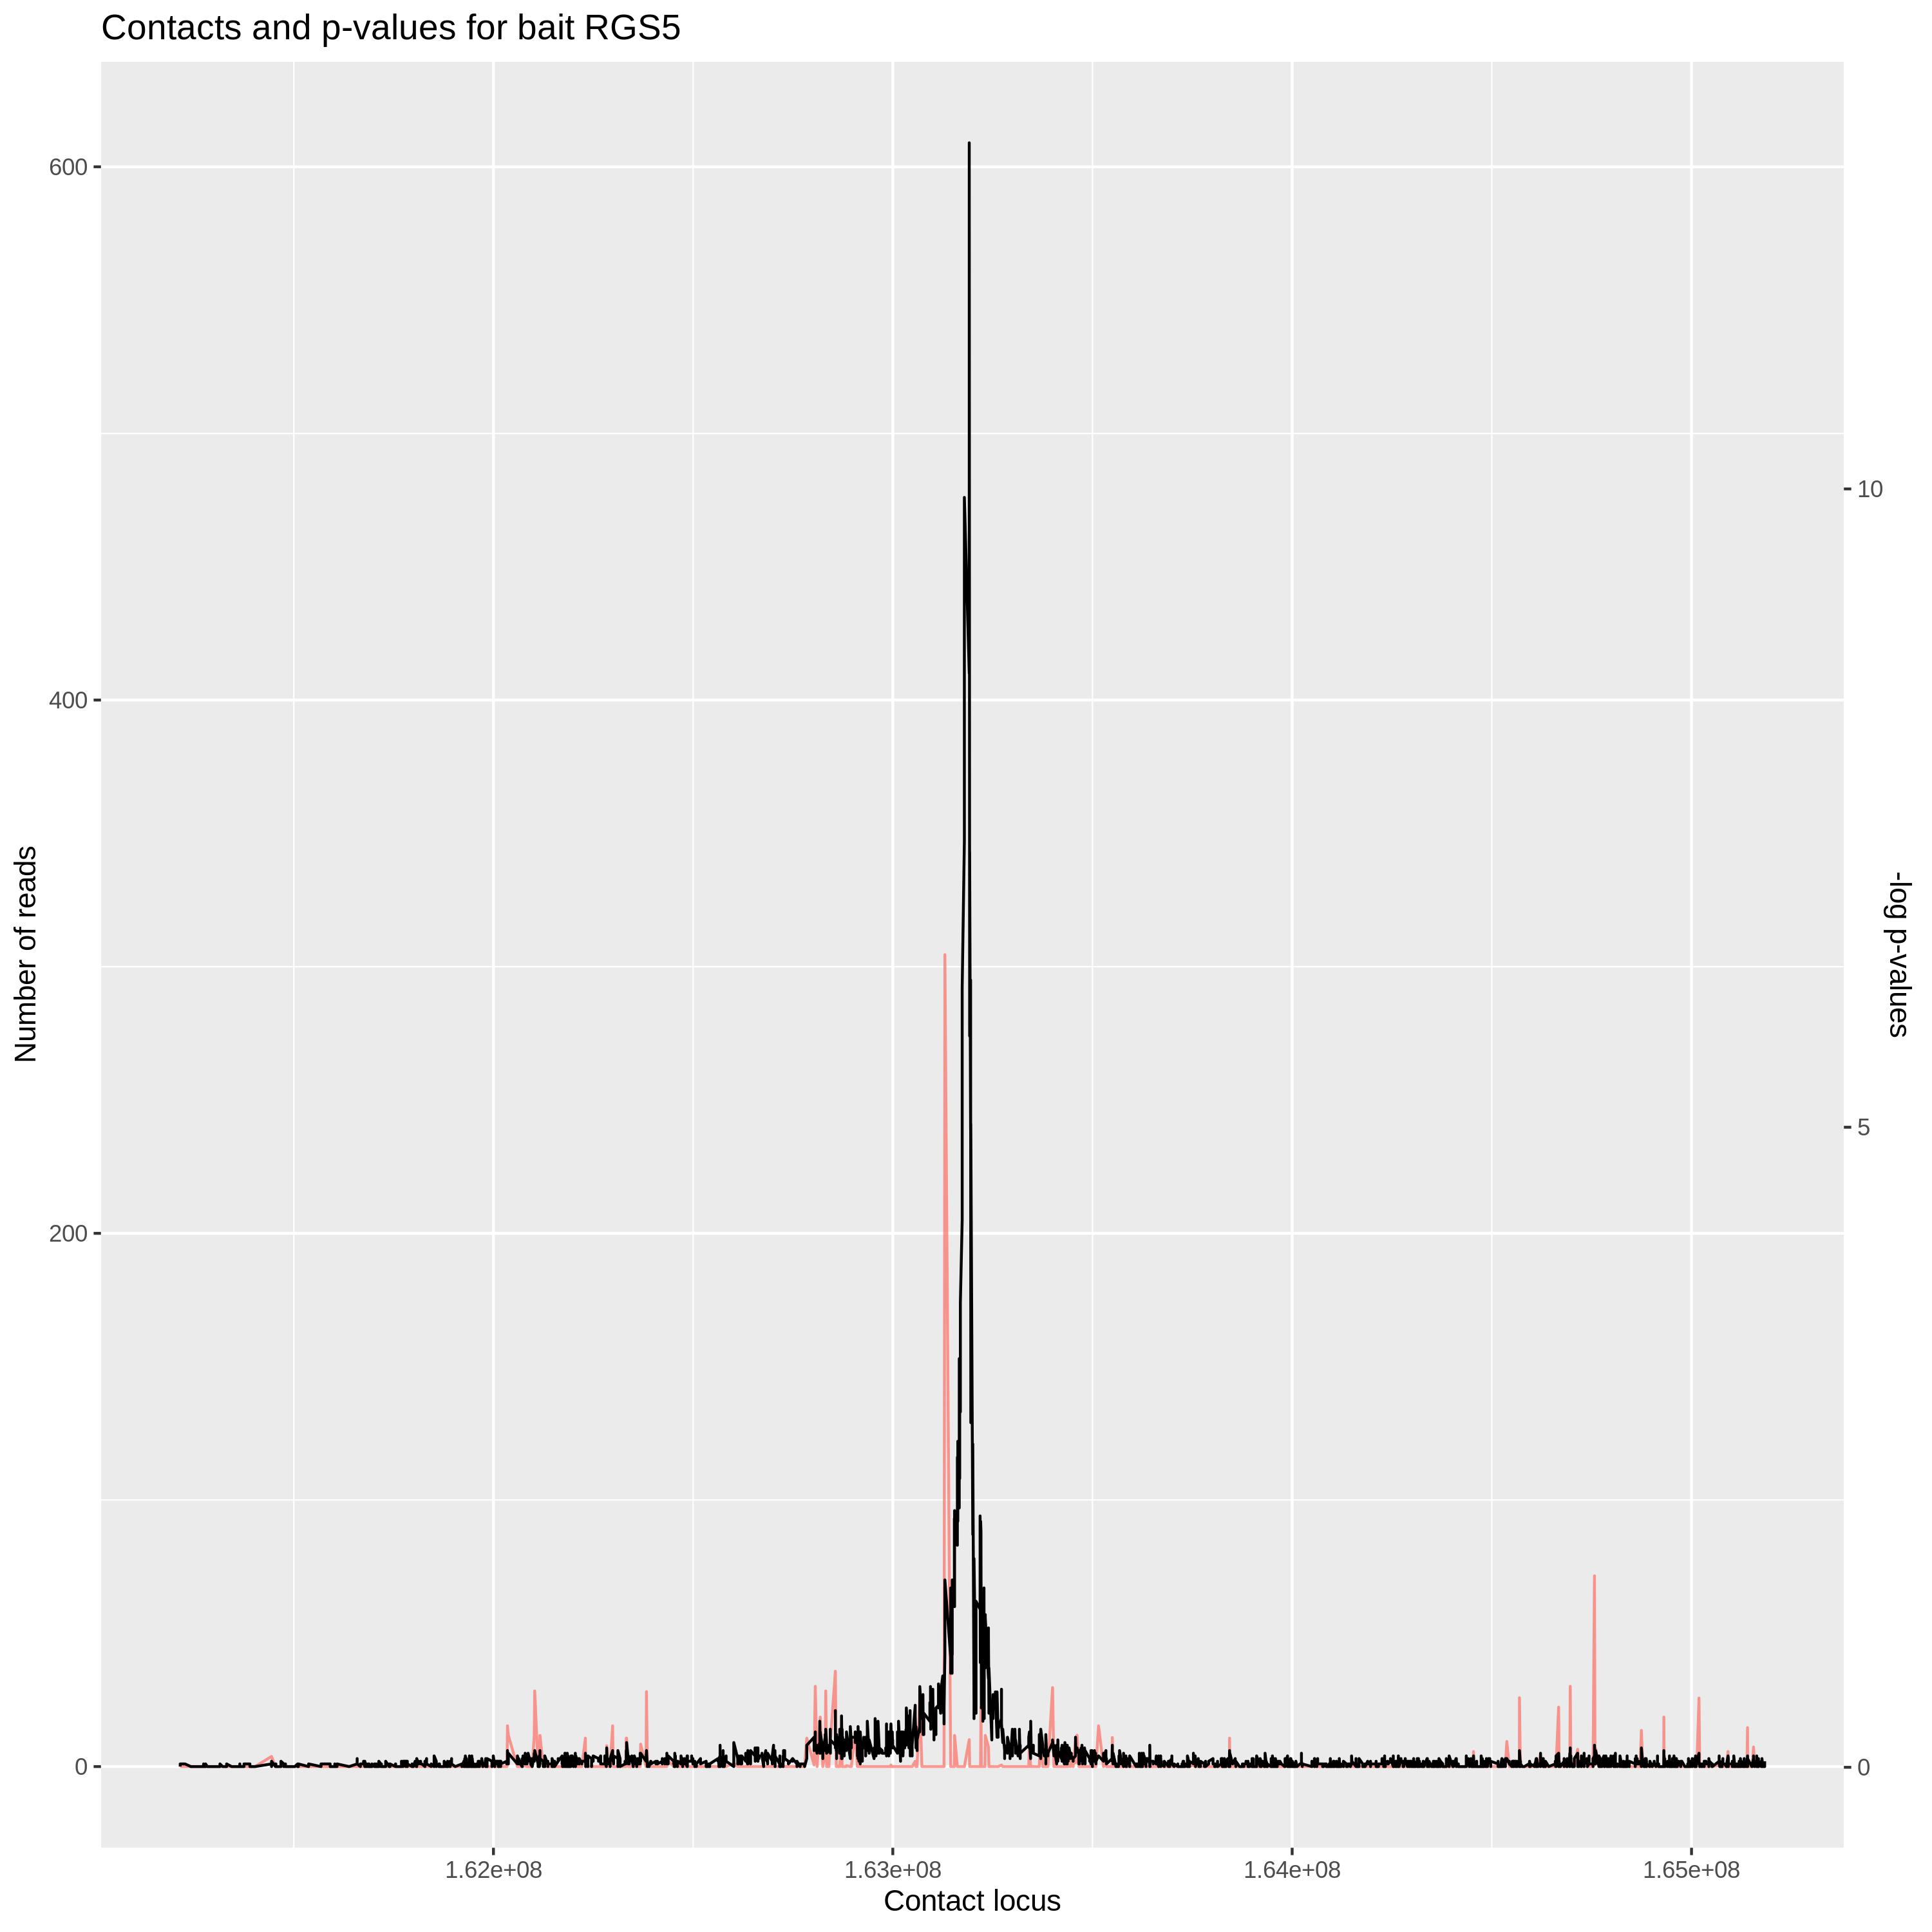 Contacts and p-values for bait RGS5
600
400
200
0
Number of reads
10
5
0
-log p-values
1.62e+08
1.63e+08
1.64e+08
1.65e+08
Contact locus